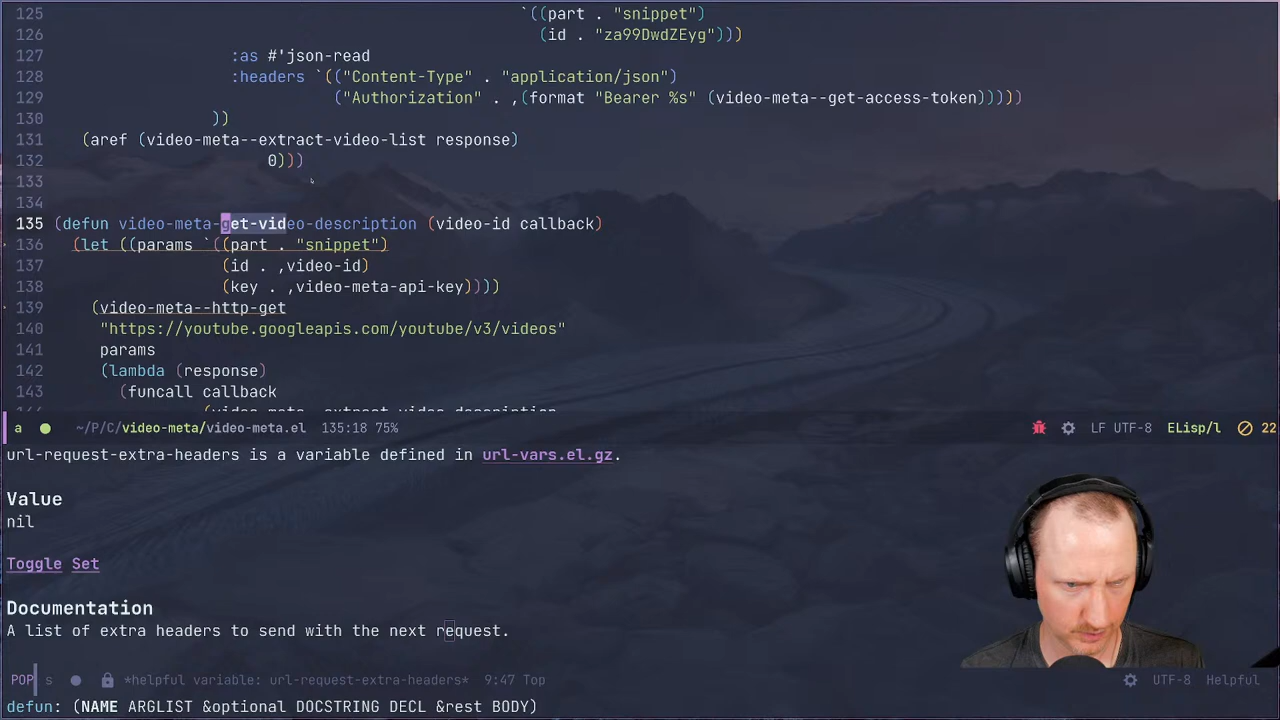 125 `((part . "snippet")
126 (id . "za99DwdZEyg")))
127 :as #'json-read
128 :headers `(("Content-Type" . "application/json")
129 ("Authorization" . ,(format "Bearer %s" (video-meta--get-access-token)))))
130 ))
131 (aref (video-meta--extract-video-list response)
132 0)))
133
134
135 (defun video-meta-get-video-description (video-id callback)
136 (let ((params `((part . "snippet")
137 (id . ,video-id)
138 (key . ,video-meta-api-key))))
139 (video-meta--http-get
140 "https://youtube.googleapis.com/youtube/v3/videos"
141 params
142 (lambda (response)
143 (funcall callback
144 (video-meta--extract-video-description
a ~/P/C/video-meta/video-meta.el 135:18 75% LF UTF-8 ELisp/l 22
url-request-extra-headers is a variable defined in url-vars.el.gz.
Value
nil
Toggle Set
Documentation
A list of extra headers to send with the next request.
POP s *helpful variable: url-request-extra-headers* 9:47 Top UTF-8 Helpful
defun: (NAME ARGLIST &optional DOCSTRING DECL &rest BODY)